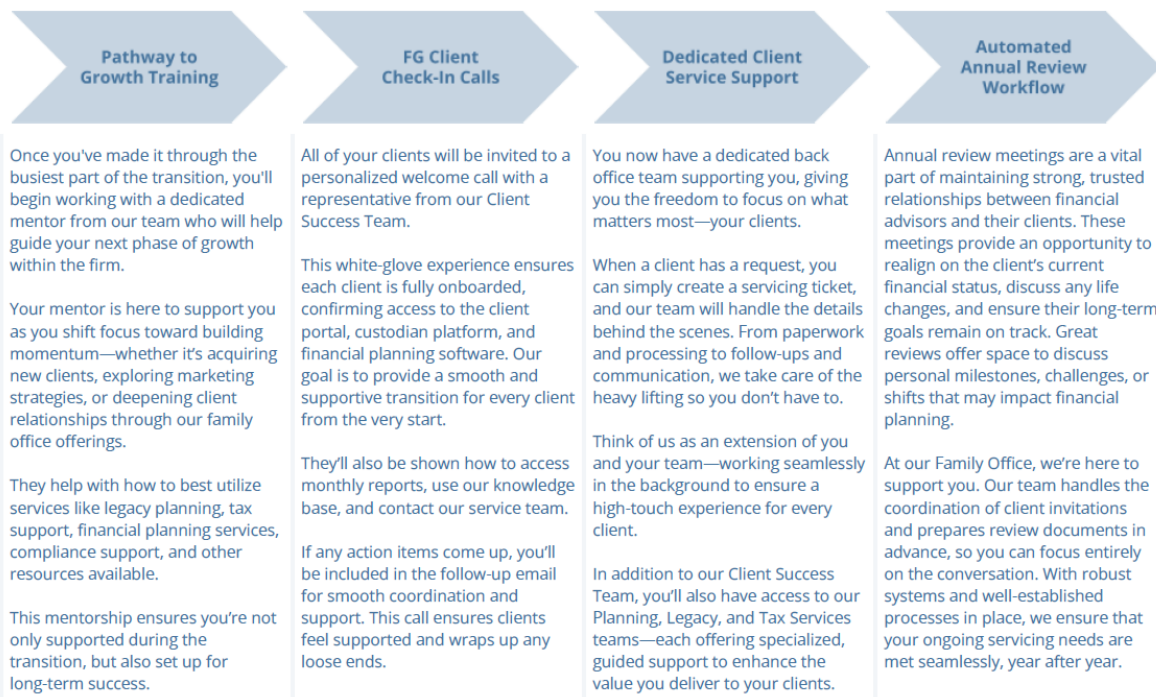 Pathway to
Growth Training
Once you've made it through the
busiest part of the transition, you'll
begin working with a dedicated
mentor from our team who will help
guide your next phase of growth
within the firm.
Your mentor is here to support you
as you shift focus toward building
momentum—whether it's acquiring
new clients, exploring marketing
strategies, or deepening client
relationships through our family
office offerings.
They help with how to best utilize
services like legacy planning, tax
support, financial planning services,
compliance support, and other
resources available.
This mentorship ensures you're not
only supported during the
transition, but also set up for
long-term success.
FG Client
Check-In Calls
All of your clients will be invited to a
personalized welcome call with a
representative from our Client
Success Team.
This white-glove experience ensures
each client is fully onboarded,
confirming access to the client
portal, custodian platform, and
financial planning software. Our
goal is to provide a smooth and
supportive transition for every client
from the very start.
They'll also be shown how to access
monthly reports, use our knowledge
base, and contact our service team.
If any action items come up, you'll
be included in the follow-up email
for smooth coordination and
support. This call ensures clients
feel supported and wraps up any
loose ends.
Dedicated Client
Service Support
You now have a dedicated back
office team supporting you, giving
you the freedom to focus on what
matters most—your clients.
When a client has a request, you
can simply create a servicing ticket,
and our team will handle the details
behind the scenes. From paperwork
and processing to follow-ups and
communication, we take care of the
heavy lifting so you don't have to.
Think of us as an extension of you
and your team—working seamlessly
in the background to ensure a
high-touch experience for every
client.
In addition to our Client Success
Team, you'll also have access to our
Planning, Legacy, and Tax Services
teams—each offering specialized,
guided support to enhance the
value you deliver to your clients.
Automated
Annual Review
Workflow
Annual review meetings are a vital
part of maintaining strong, trusted
relationships between financial
advisors and their clients. These
meetings provide an opportunity to
realign on the client's current
financial status, discuss any life
changes, and ensure their long-term
goals remain on track. Great
reviews offer space to discuss
personal milestones, challenges, or
shifts that may impact financial
planning.
At our Family Office, we're here to
support you. Our team handles the
coordination of client invitations
and prepares review documents in
advance, so you can focus entirely
on the conversation. With robust
systems and well-established
processes in place, we ensure that
your ongoing servicing needs are
met seamlessly, year after year.